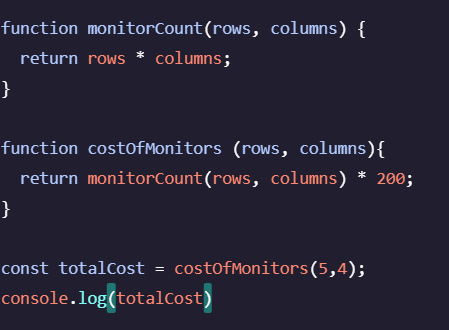 function monitorCount(rows, columns) {
  return rows * columns;
}

function costOfMonitors (rows, columns){
  return monitorCount(rows, columns) * 200;
}

const totalCost = costOfMonitors(5,4);
console.log(totalCost)